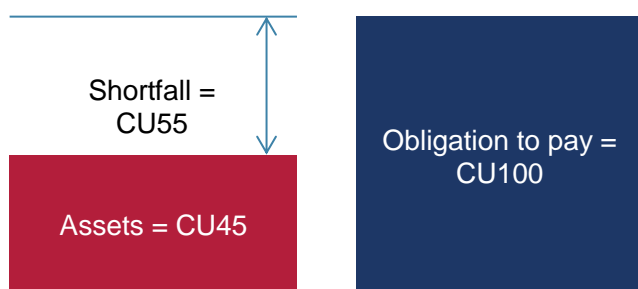 Shortfall =
CU55
Assets = CU45
Obligation to pay =
CU100